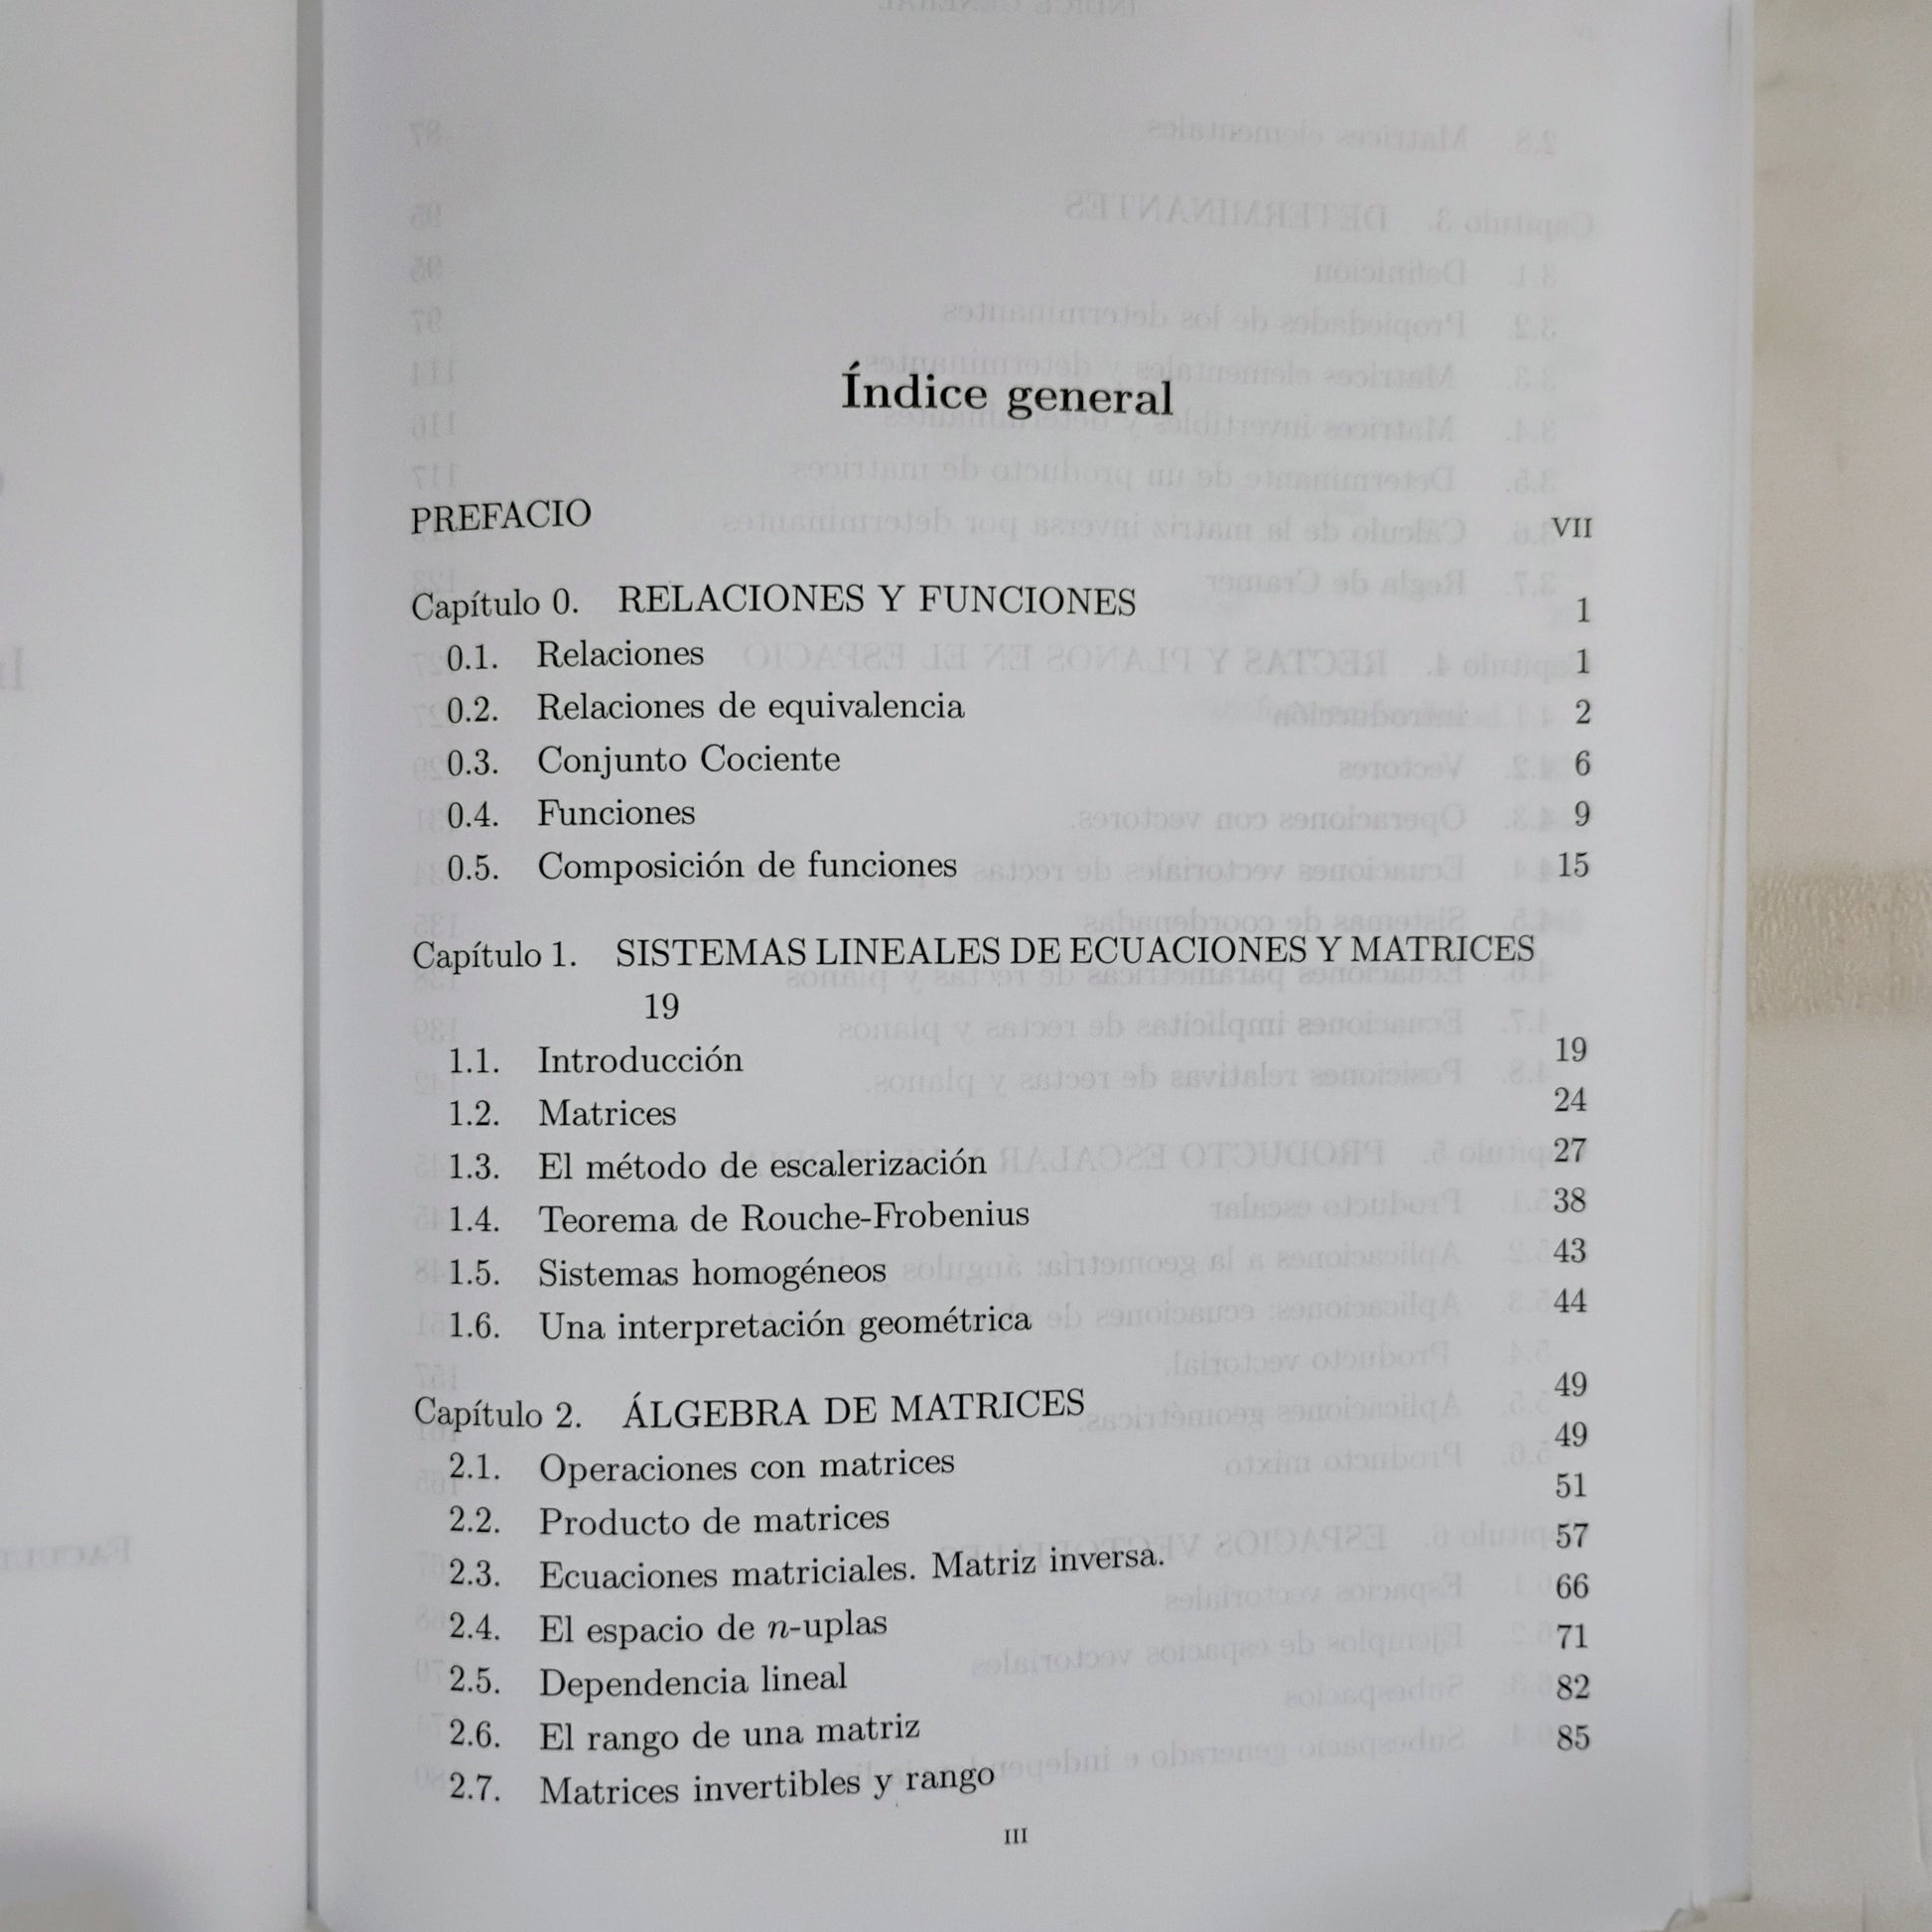 Índice general
PREFACIO VII
Capítulo 0. RELACIONES Y FUNCIONES 1
0.1. Relaciones 1
0.2. Relaciones de equivalencia 2
0.3. Conjunto Cociente 6
0.4. Funciones 9
0.5. Composición de funciones 15
Capítulo 1. SISTEMAS LINEALES DE ECUACIONES Y MATRICES
19
1.1. Introducción 19
1.2. Matrices 24
1.3. El método de escalerización 27
1.4. Teorema de Rouche-Frobenius 38
1.5. Sistemas homogéneos 43
1.6. Una interpretación geométrica 44
Capítulo 2. ÁLGEBRA DE MATRICES 49
2.1. Operaciones con matrices 49
2.2. Producto de matrices 51
2.3. Ecuaciones matriciales. Matriz inversa. 57
2.4. El espacio de n-uplas 66
2.5. Dependencia lineal 71
2.6. El rango de una matriz 82
2.7. Matrices invertibles y rango 85
III